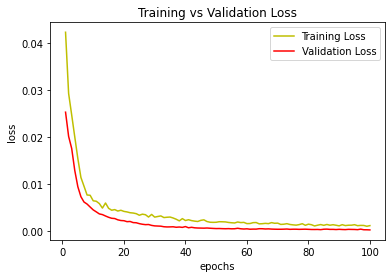 Training vs Validation Loss
Training Loss
Validation Loss
0.04
0.03
0.02
0.01
0.00
loss
0
20
40
60
80
100
epochs